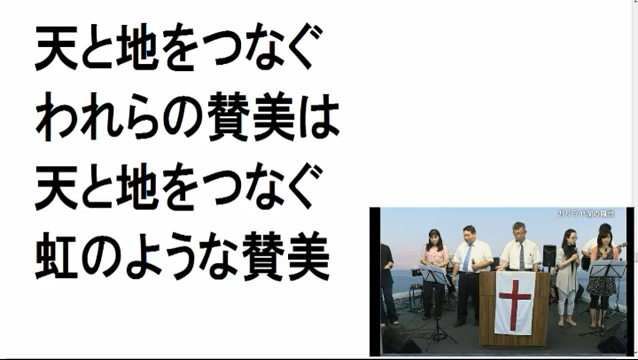 天と地をつなぐ
われらの賛美は
天と地をつなぐ
虹のような賛美